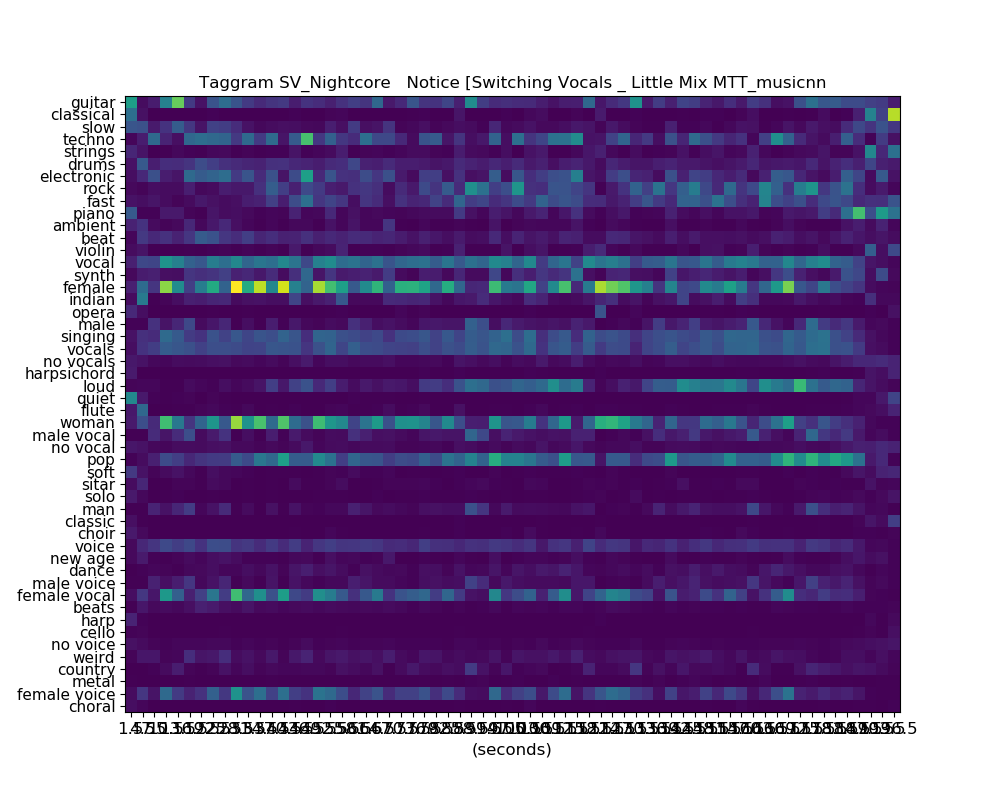 Taggram SV_Nightcore   Notice [Switching Vocals _ Little Mix MTT_musicnn
guitar
classical
slow
techno
strings
drums
electronic
rock
fast
piano
ambient
beat
violin
vocal
synth
female
indian
opera
male
singing
vocals
no vocals
harpsichord
loud
quiet
flute
woman
male vocal
no vocal
pop
soft
sitar
solo
man
classic
choir
voice
new age
dance
male voice
female vocal
beats
harp
cello
no voice
weird
country
metal
female voice
choral
(seconds)